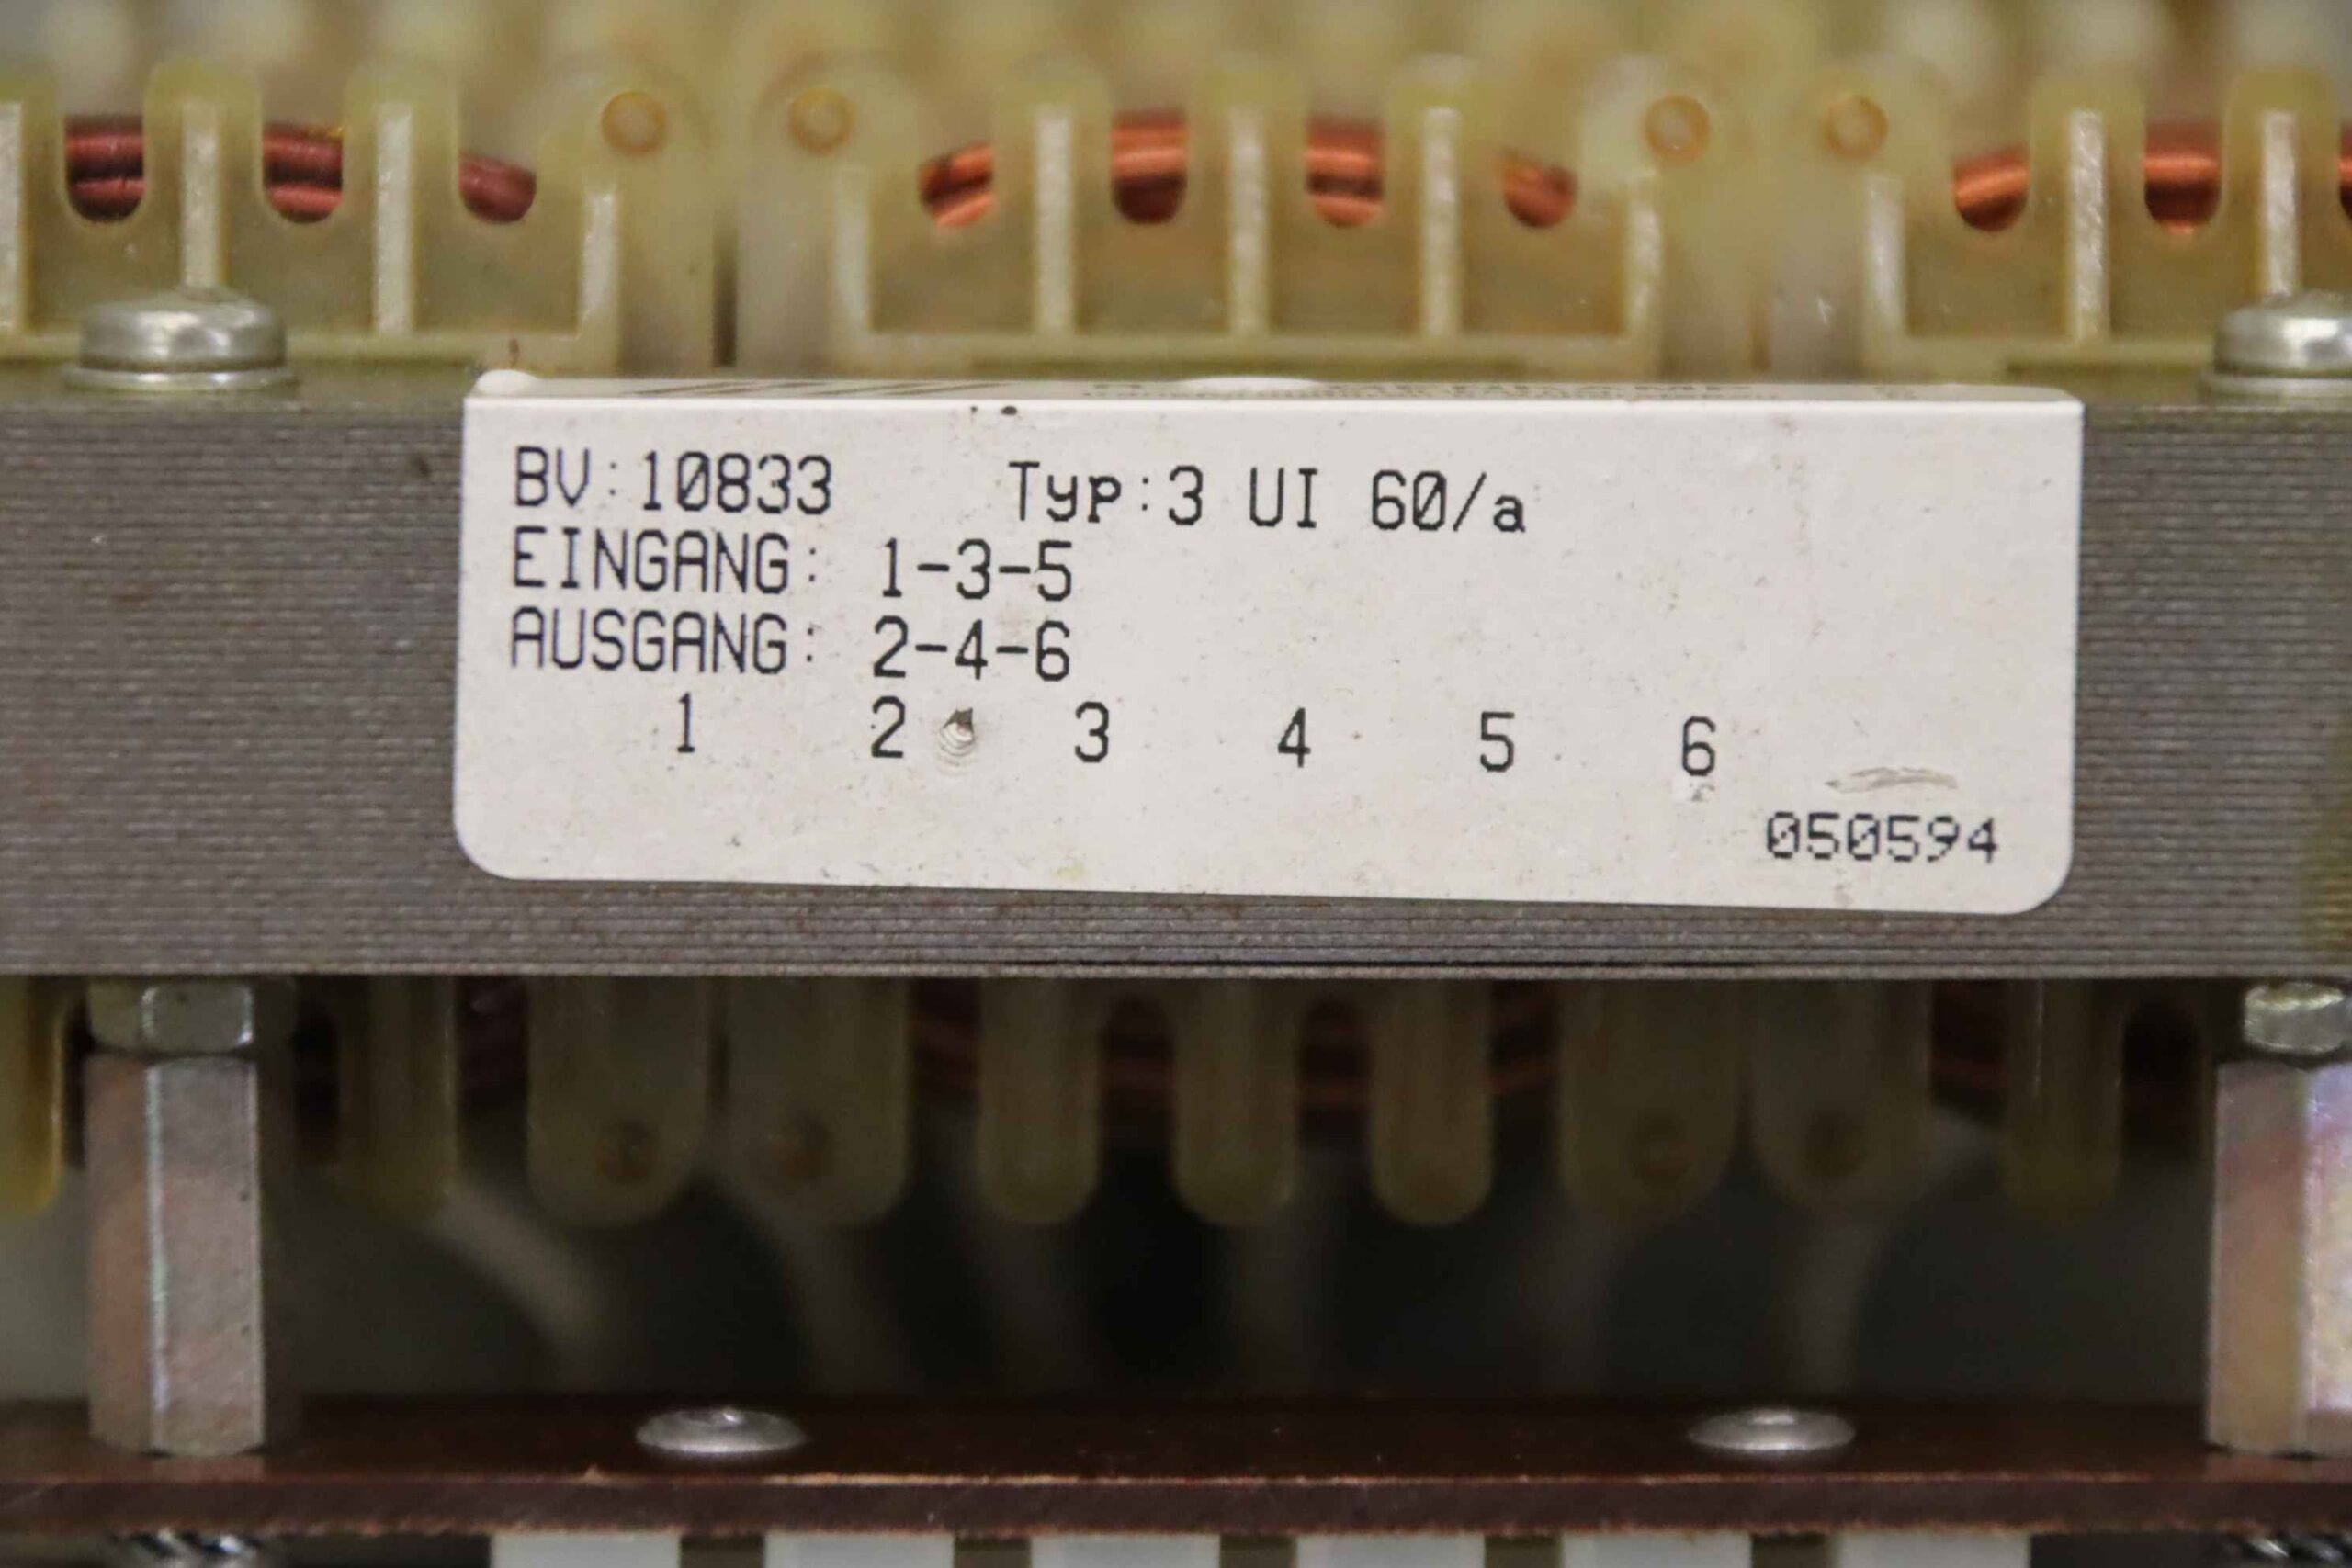 BV:10833 Typ:3 UI 60/a
EINGANG: 1-3-5
AUSGANG: 2-4-6
1 2 3 4 5 6
050594